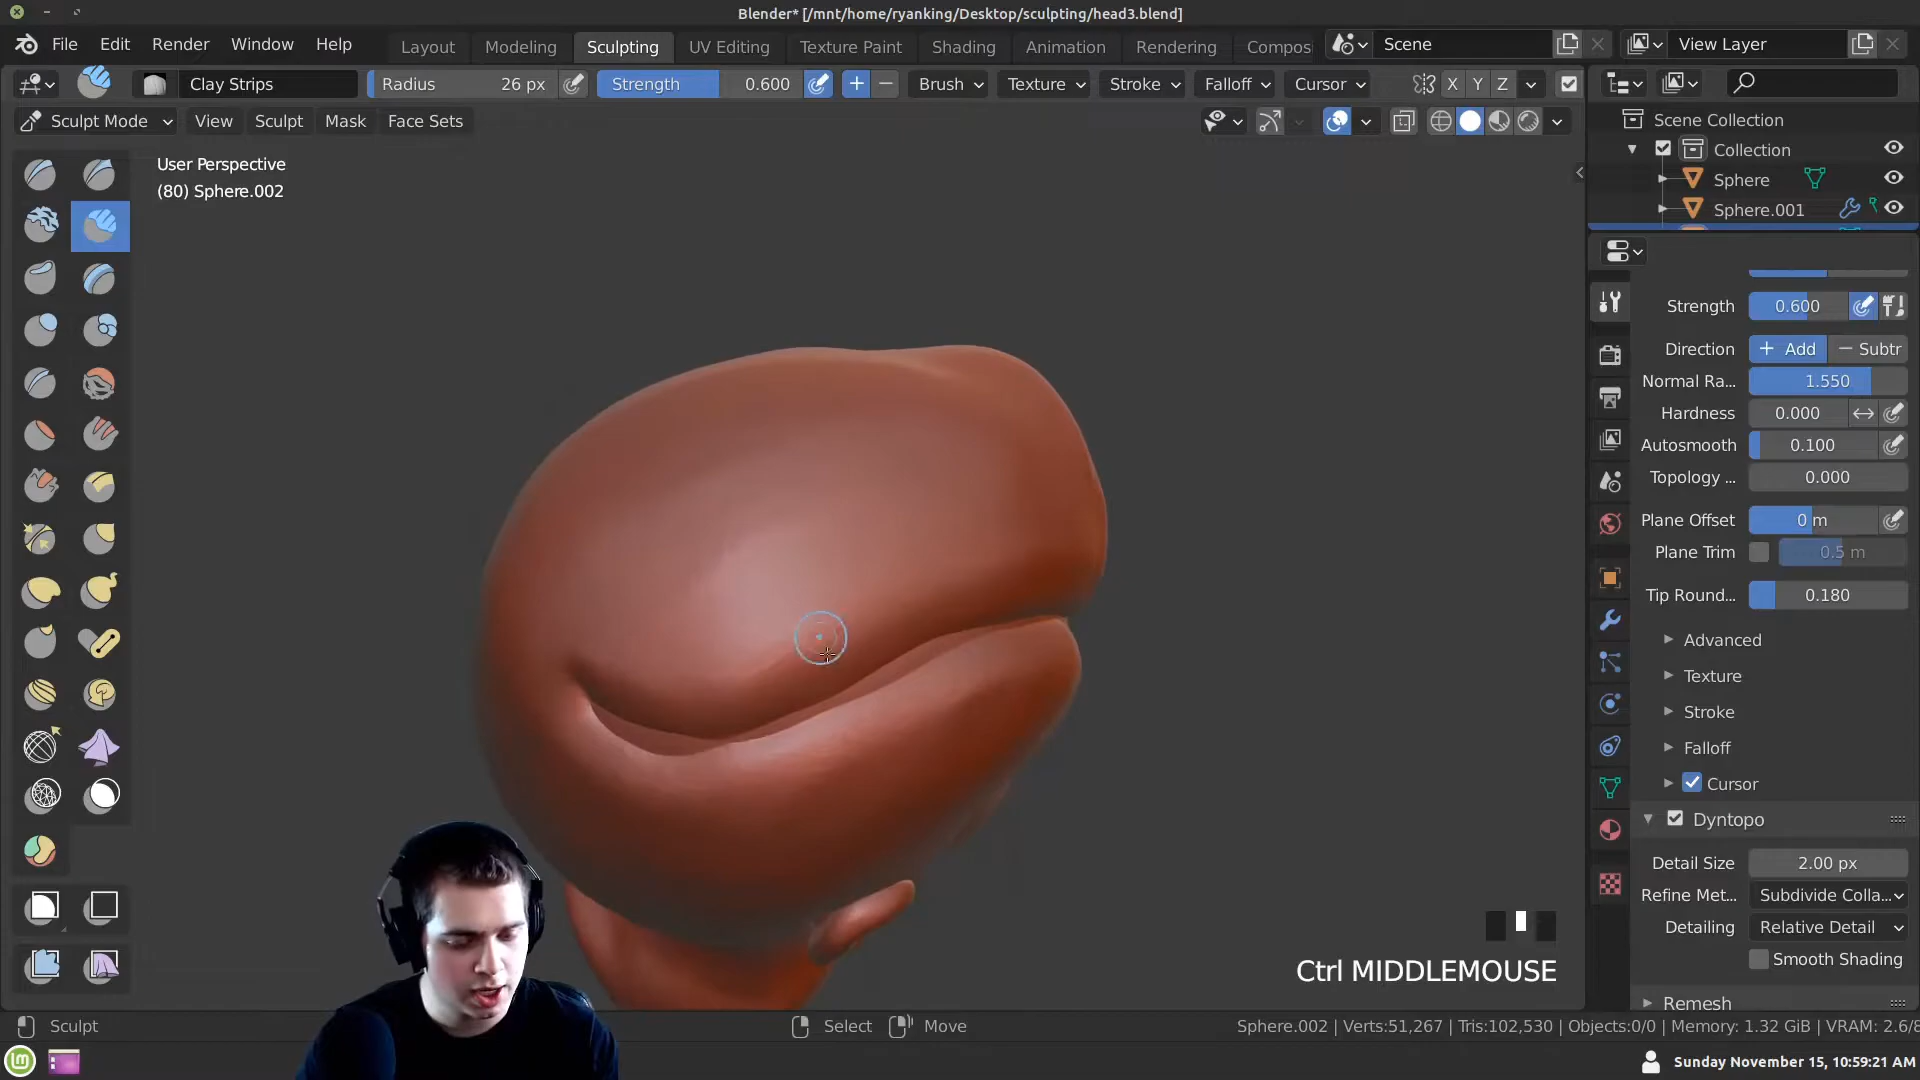 Blender* [/mnt/home/ryanking/Desktop/sculpting/head3.blend]
File Edit Render Window Help Layout Modeling Sculpting UV Editing Texture Paint Shading Animation Rendering Compos Scene View Layer
Clay Strips Radius 26 px Strength 0.600 Brush Texture Stroke Falloff Cursor X Y Z
Sculpt Mode View Sculpt Mask Face Sets
Scene Collection
Collection
Sphere
Sphere.001
User Perspective
(80) Sphere.002
Strength 0.600
Direction + Add − Subtr
Normal Ra... 1.550
Hardness 0.000
Autosmooth 0.100
Topology ... 0.000
Plane Offset 0 m
Plane Trim 0.5 m
Tip Round... 0.180
Advanced
Texture
Stroke
Falloff
Cursor
Dyntopo
Detail Size 2.00 px
Refine Met... Subdivide Colla...
Detailing Relative Detail
Smooth Shading
Remesh
Ctrl MIDDLEMOUSE
Sculpt Select Move Sphere.002 | Verts:51,267 | Tris:102,530 | Objects:0/0 | Memory: 1.32 GiB | VRAM: 2.6/8
lm Sunday November 15, 10:59:21 AM